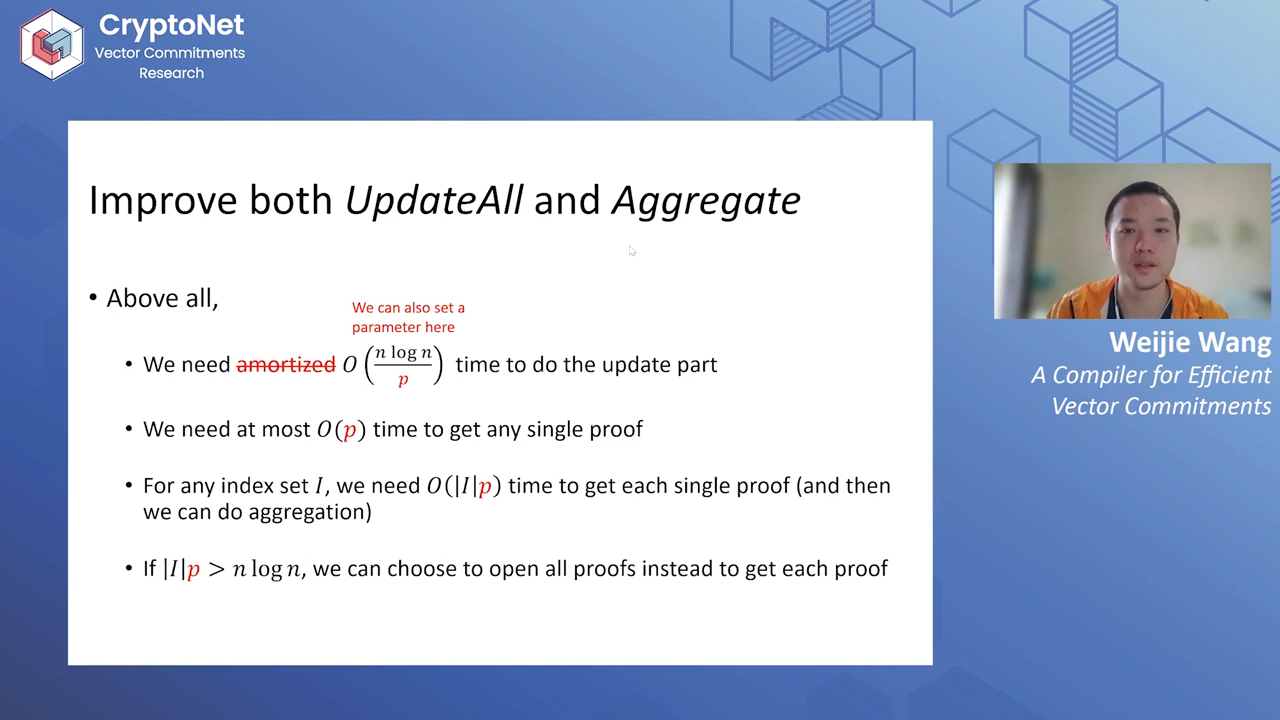 CryptoNet
Vector Commitments
Research
Improve both UpdateAll and Aggregate
• Above all,
We can also set a
parameter here
• We need amortized O(n log n / p) time to do the update part
• We need at most O(p) time to get any single proof
• For any index set I, we need O(|I|p) time to get each single proof (and then
we can do aggregation)
• If |I|p > n log n, we can choose to open all proofs instead to get each proof
Weijie Wang
A Compiler for Efficient
Vector Commitments